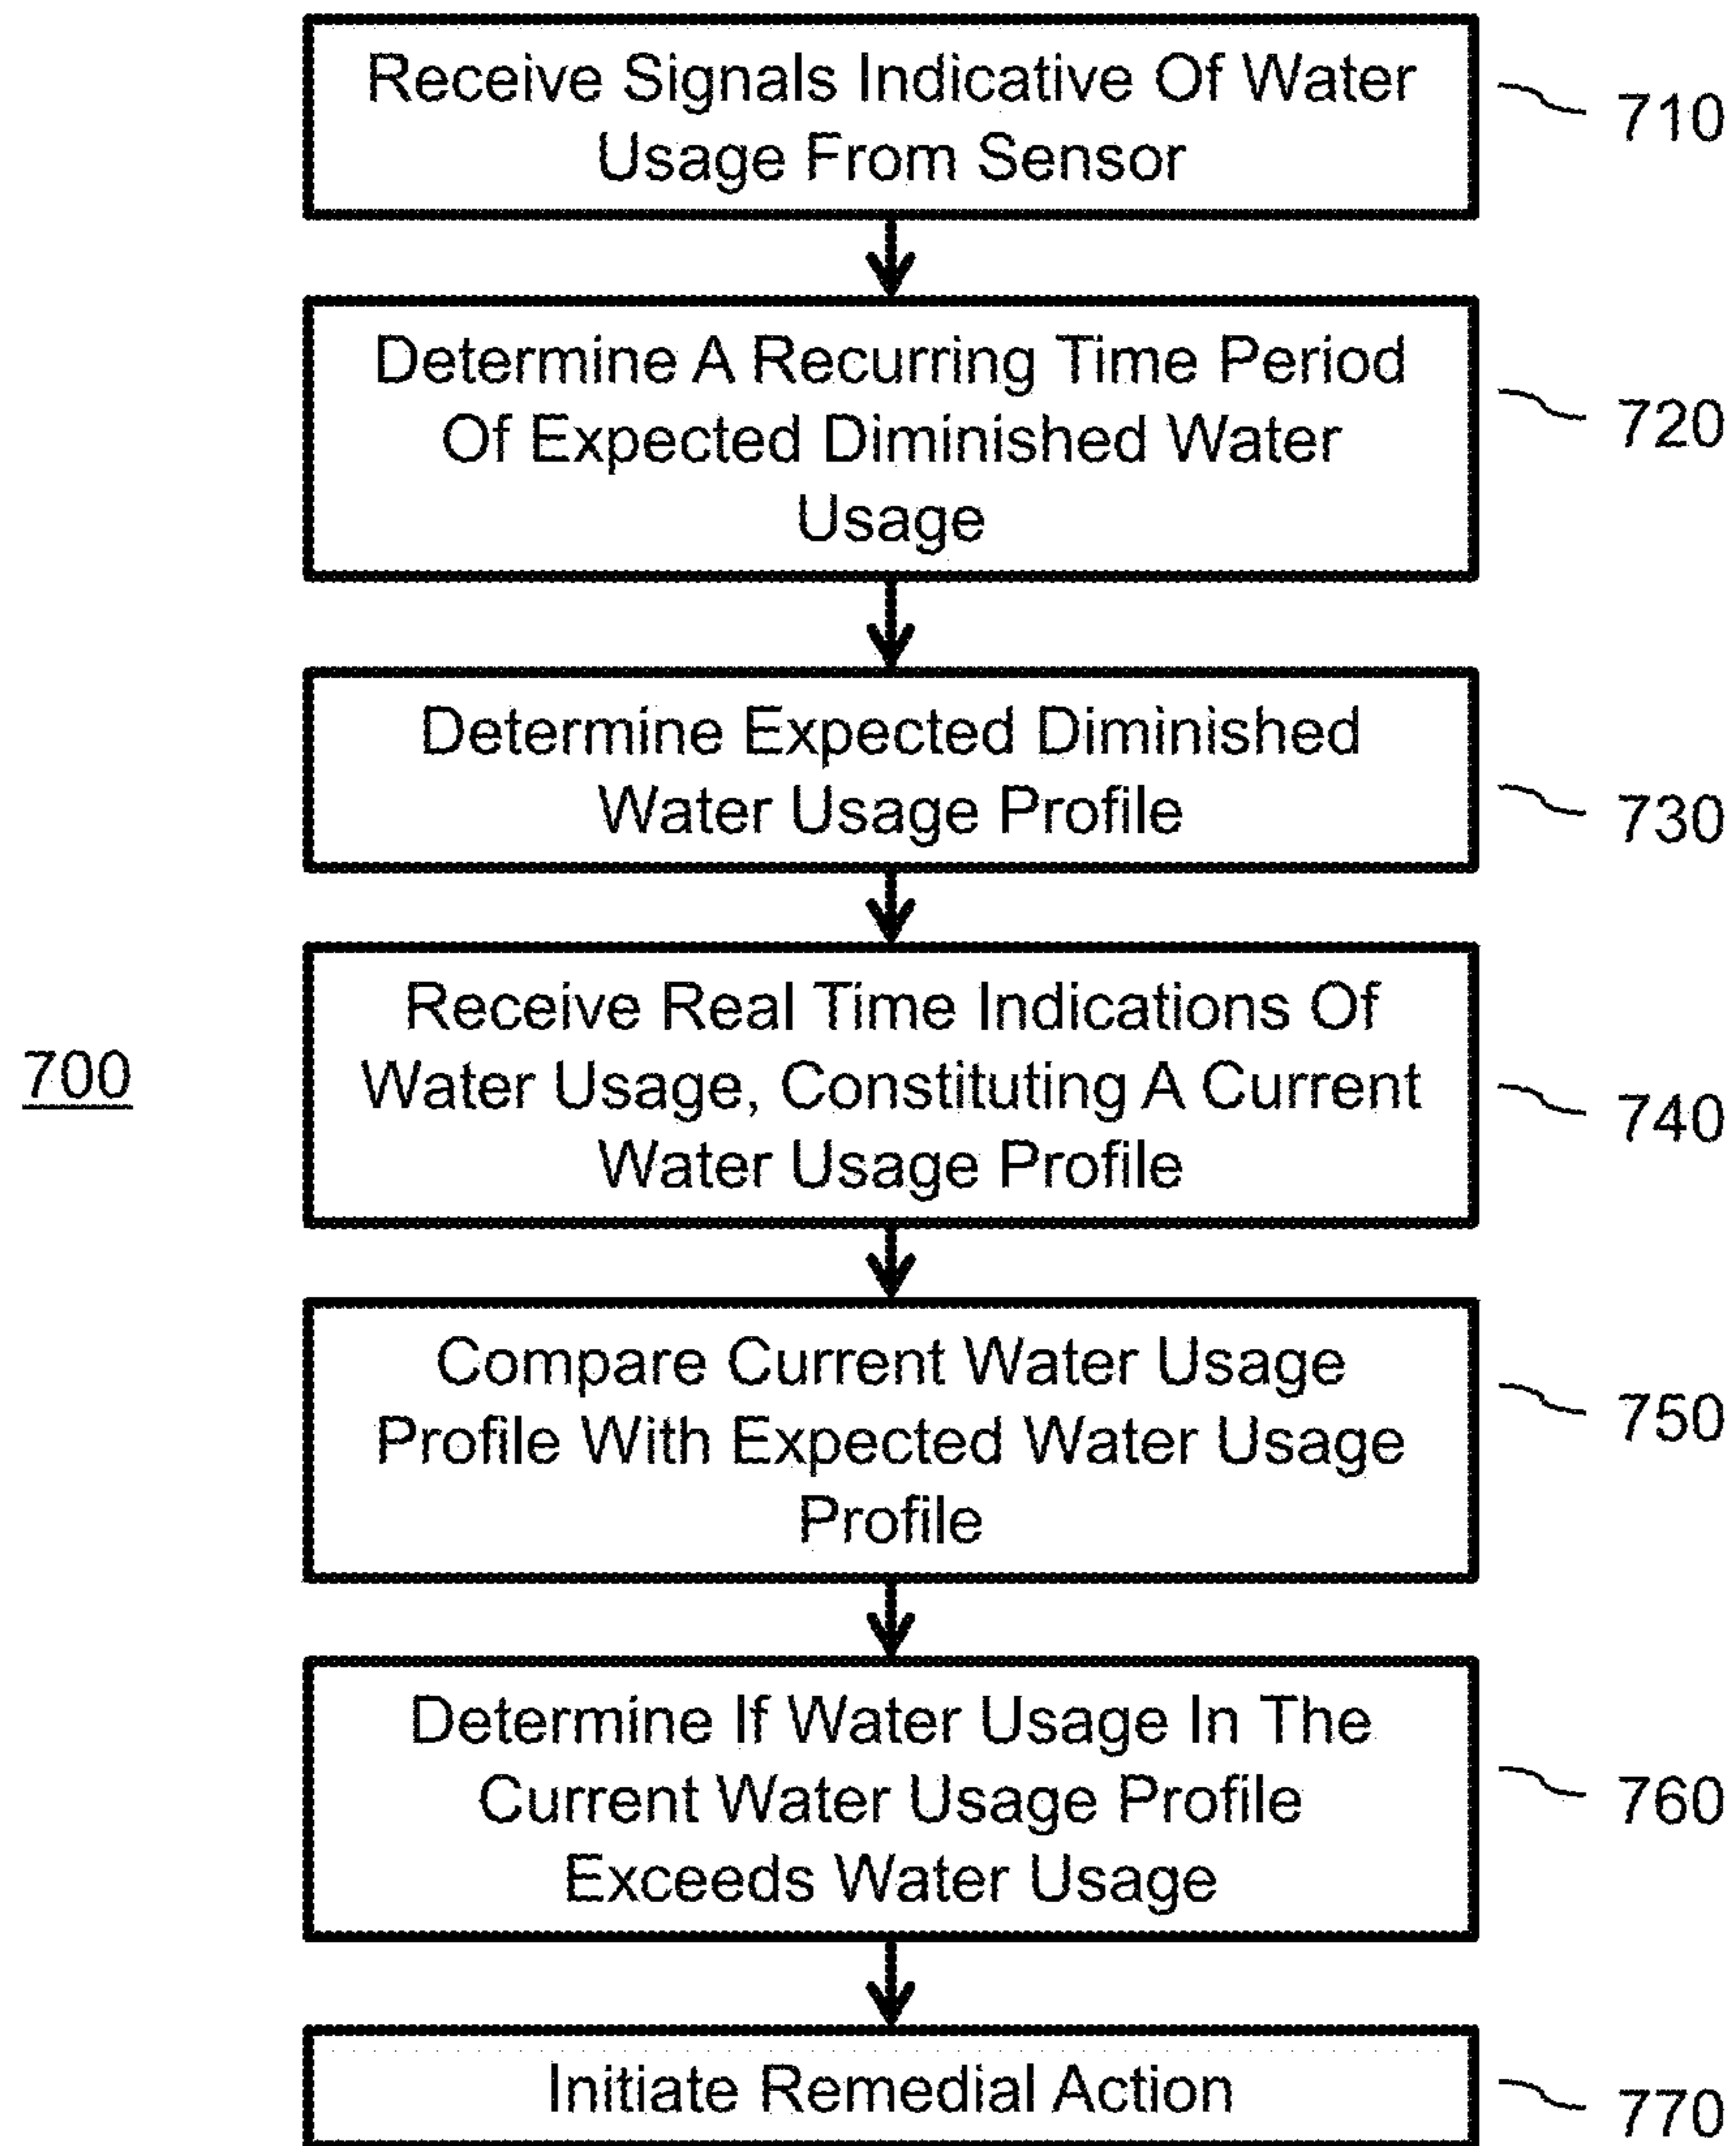 Receive Signals Indicative Of Water
Usage From Sensor
710
Determine A Recurring Time Period
Of Expected Diminished Water
Usage
720
Determine Expected Diminished
Water Usage Profile
730
Receive Real Time Indications Of
Water Usage, Constituting A Current
Water Usage Profile
740
700
Compare Current Water Usage
Profile With Expected Water Usage
Profile
750
Determine If Water Usage In The
Current Water Usage Profile
Exceeds Water Usage
760
Initiate Remedial Action
770